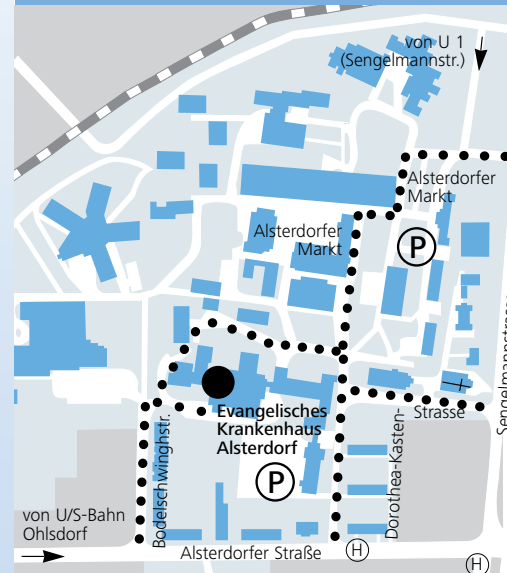 von U 1
(Sengelmannstr.)
Alsterdorfer
Markt
Alsterdorfer
Markt
P
Sengelmannstrasse
Evangelisches
Krankenhaus
Alsterdorf
Strasse
Dorothea-Kasten-
Bodelschwinghstr.
P
von U/S-Bahn
Ohlsdorf
Alsterdorfer Straße
H
H